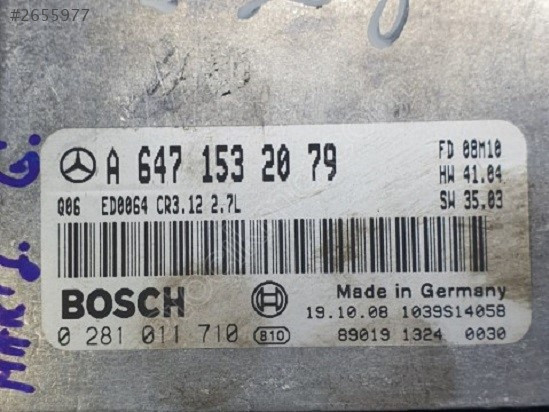 #2655977
A 647 153 20 79
FD 08M10
HW 41.04
Q06 ED0064 CR3.12 2.7L
SW 35.03
BOSCH
Made in Germany
19.10.08 1039S14058
0 281 011 710 B10
89019 1324 0030